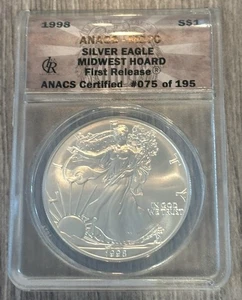 1998 S$1
ANACS
SILVER EAGLE
MIDWEST HOARD
First Release®
ANACS Certified #075 of 195
IN GOD
WE TRUST
1998